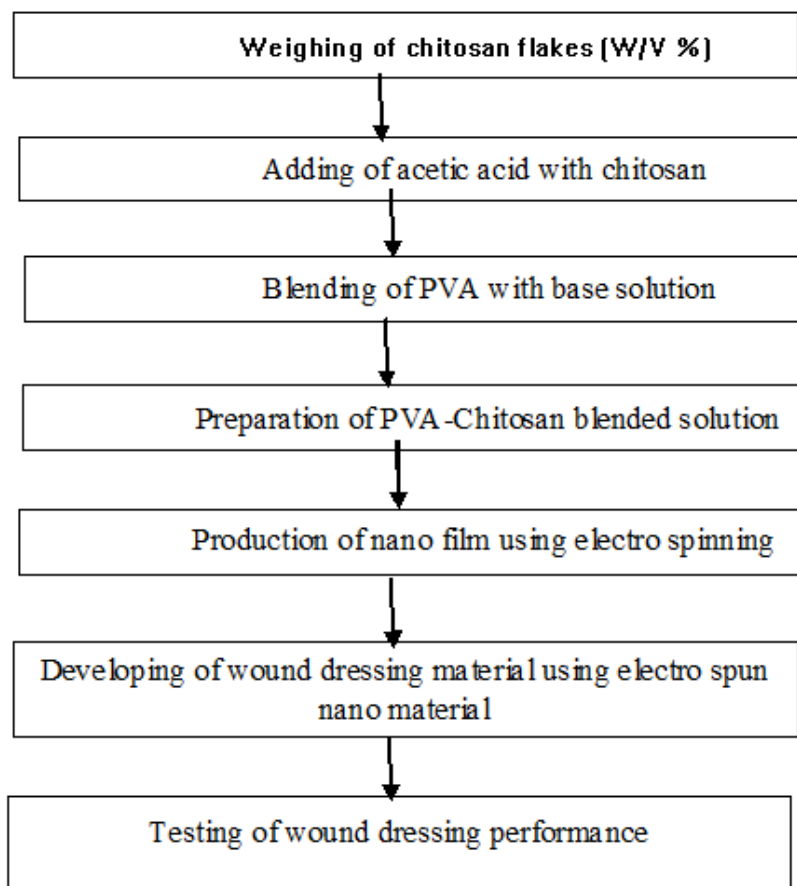 Weighing of chitosan flakes (W/V %)
Adding of acetic acid with chitosan
Blending of PVA with base solution
Preparation of PVA-Chitosan blended solution
Production of nano film using electro spinning
Developing of wound dressing material using electro spun
nano material
Testing of wound dressing performance